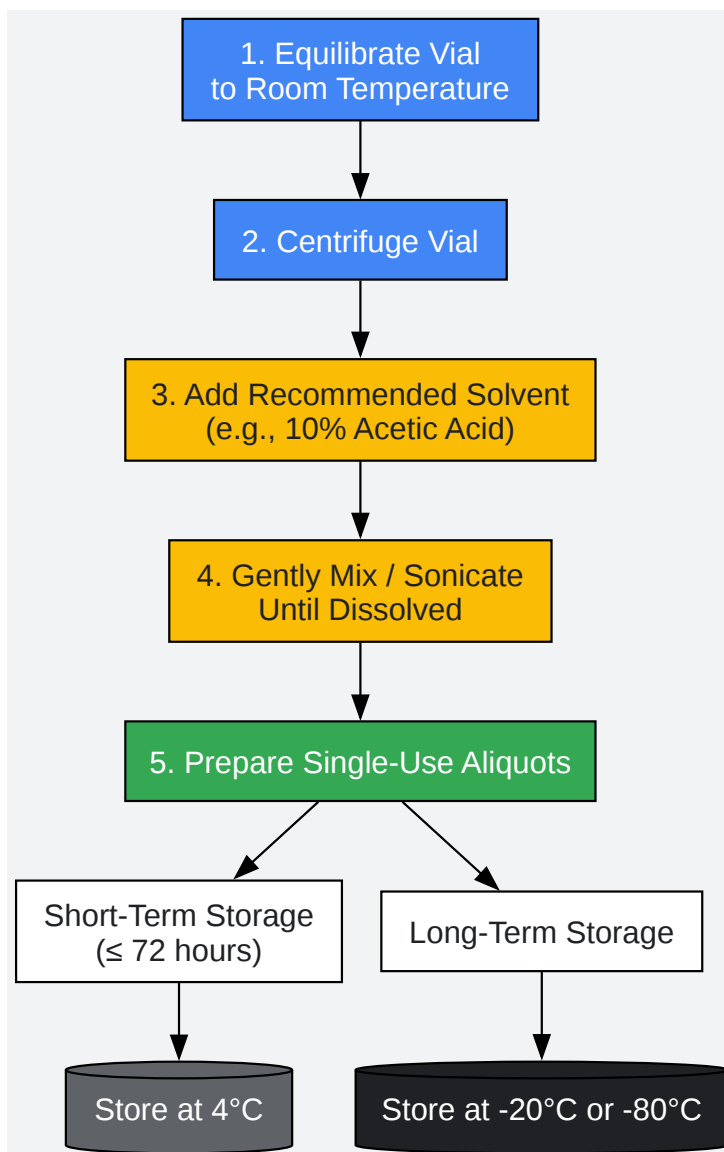 1. Equilibrate Vial
to Room Temperature
2. Centrifuge Vial
3. Add Recommended Solvent
(e.g., 10% Acetic Acid)
4. Gently Mix / Sonicate
Until Dissolved
5. Prepare Single-Use Aliquots
Short-Term Storage
(≤ 72 hours)
Long-Term Storage
Store at 4°C
Store at -20°C or -80°C